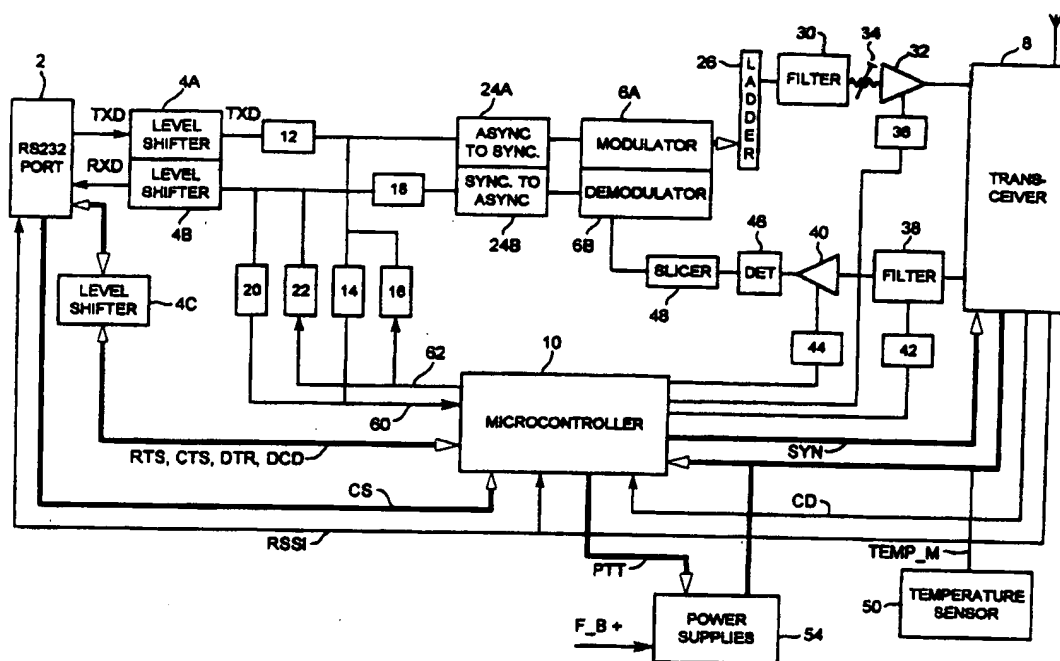 2
RS232
PORT
TXD
RXD
4A
LEVEL
SHIFTER
LEVEL
SHIFTER
4B
TXD
12
24A
ASYNC
TO SYNC.
SYNC. TO
ASYNC
24B
6A
MODULATOR
DEMODULATOR
6B
26
LADDER
30
FILTER
34
32
36
8
TRANS-
CEIVER
18
20
22
14
16
LEVEL
SHIFTER
4C
SLICER
48
46
DET
40
38
FILTER
44
42
62
60
10
MICROCONTROLLER
RTS, CTS, DTR, DCD
CS
RSSI
SYN
CD
PTT
TEMP_M
F_B +
POWER
SUPPLIES
54
50
TEMPERATURE
SENSOR